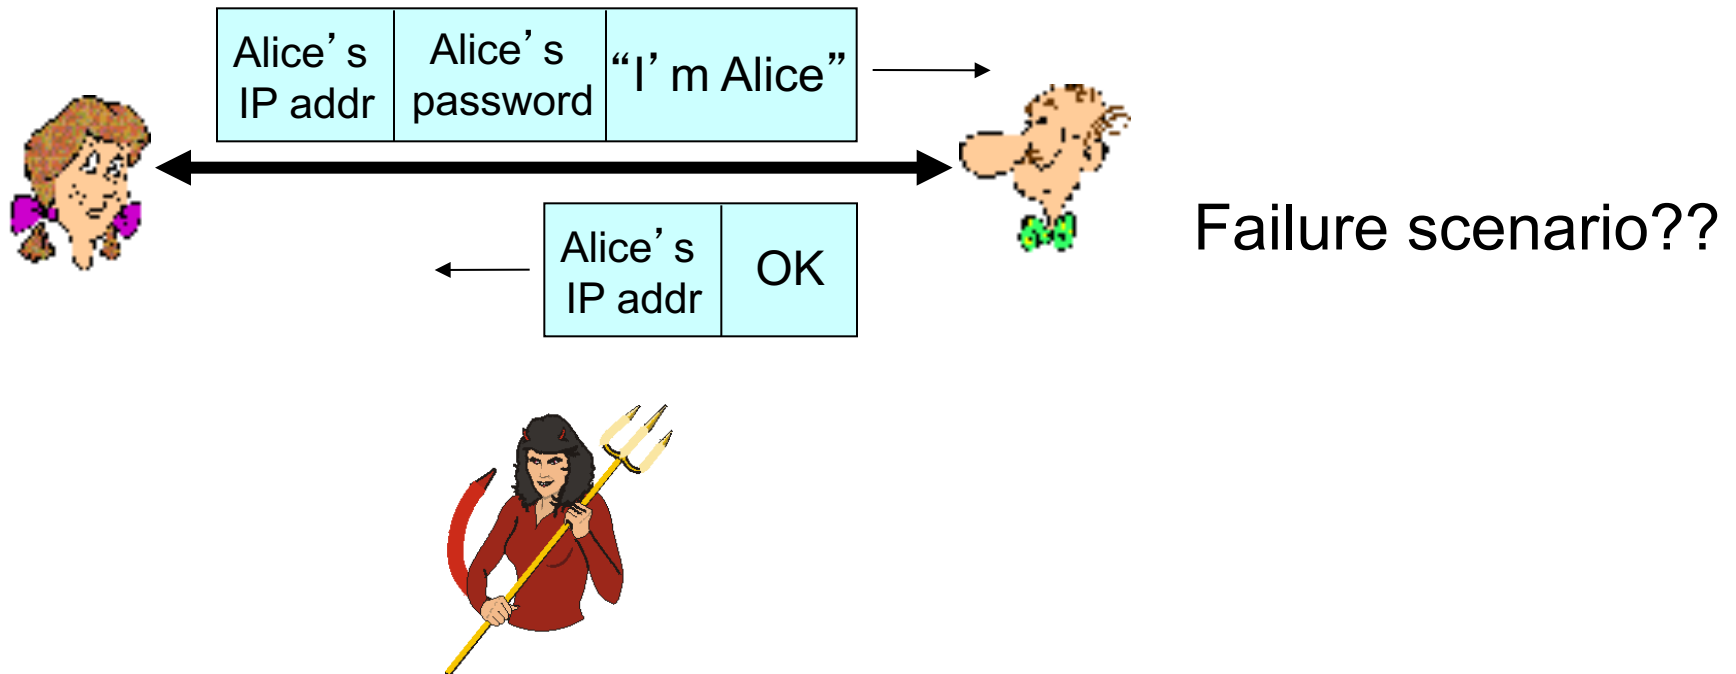 Alice’s
IP addr
Alice’s
password
“I’m Alice”
Failure scenario??
Alice’s
IP addr
OK